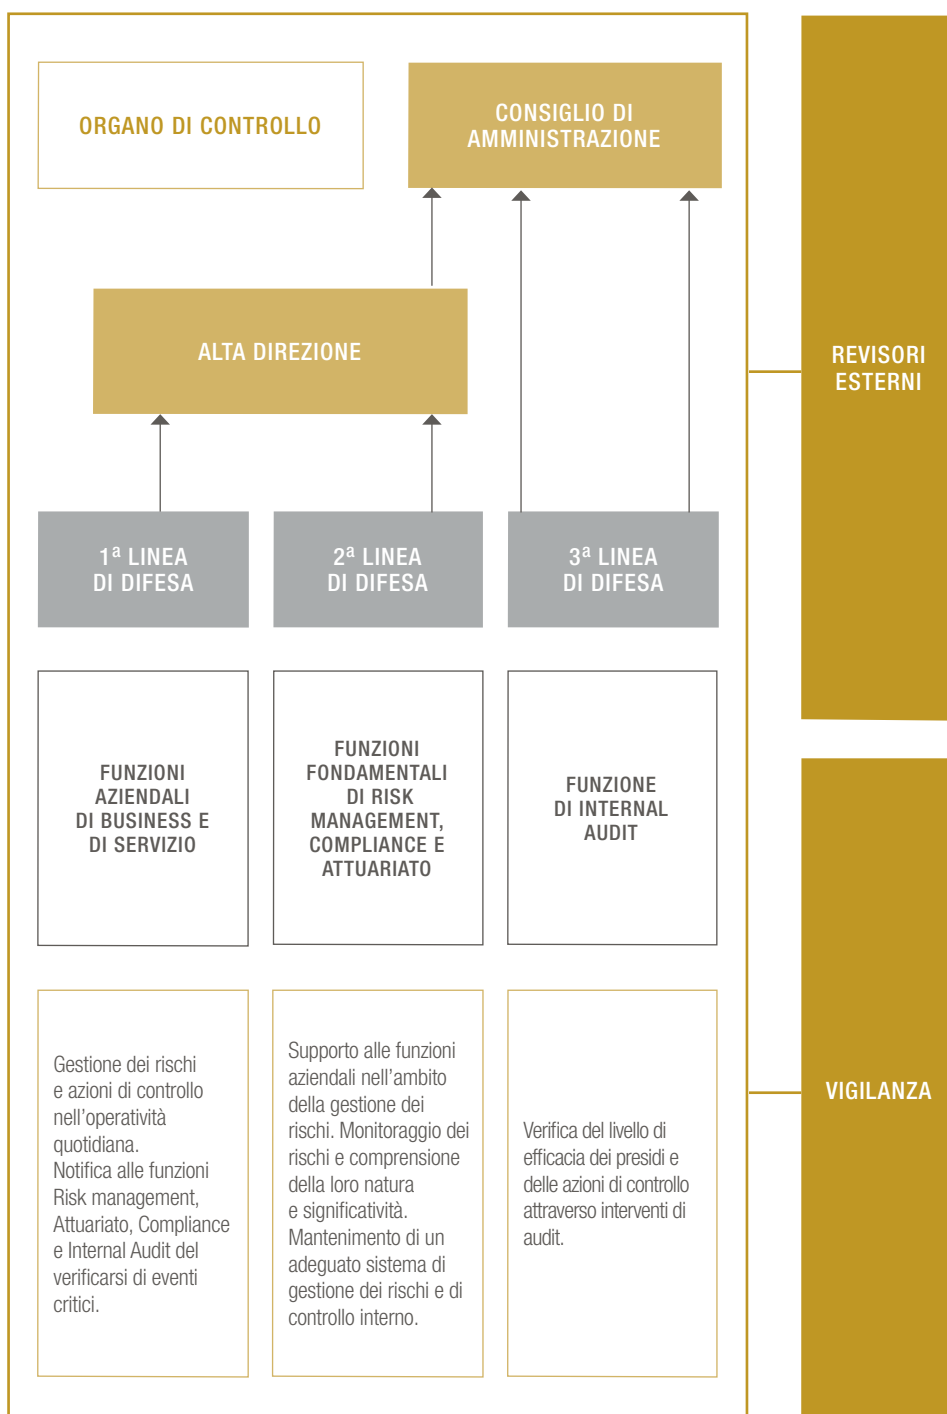 ORGANO DI CONTROLLO
CONSIGLIO DI
AMMINISTRAZIONE
ALTA DIREZIONE
REVISORI
ESTERNI
1ª LINEA
DI DIFESA
2ª LINEA
DI DIFESA
3ª LINEA
DI DIFESA
FUNZIONI
AZIENDALI
DI BUSINESS E
DI SERVIZIO
FUNZIONI
FONDAMENTALI
DI RISK
MANAGEMENT,
COMPLIANCE E
ATTUARIATO
FUNZIONE
DI INTERNAL
AUDIT
Gestione dei rischi
e azioni di controllo
nell'operatività
quotidiana.
Notifica alle funzioni
Risk management,
Attuariato, Compliance
e Internal Audit del
verificarsi di eventi
critici.
Supporto alle funzioni
aziendali nell'ambito
della gestione dei
rischi. Monitoraggio dei
rischi e comprensione
della loro natura
e significatività.
Mantenimento di un
adeguato sistema di
gestione dei rischi e di
controllo interno.
Verifica del livello di
efficacia dei presidi e
delle azioni di controllo
attraverso interventi di
audit.
VIGILANZA